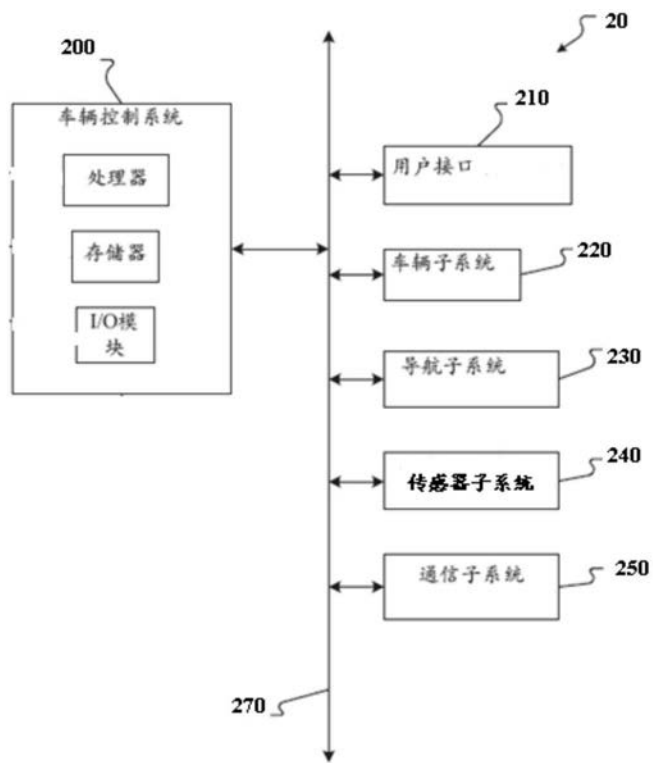 20
200
车辆控制系统
处理器
存储器
I/O模
块
210
用户接口
220
车辆子系统
230
导航子系统
240
传感器子系统
250
通信子系统
270